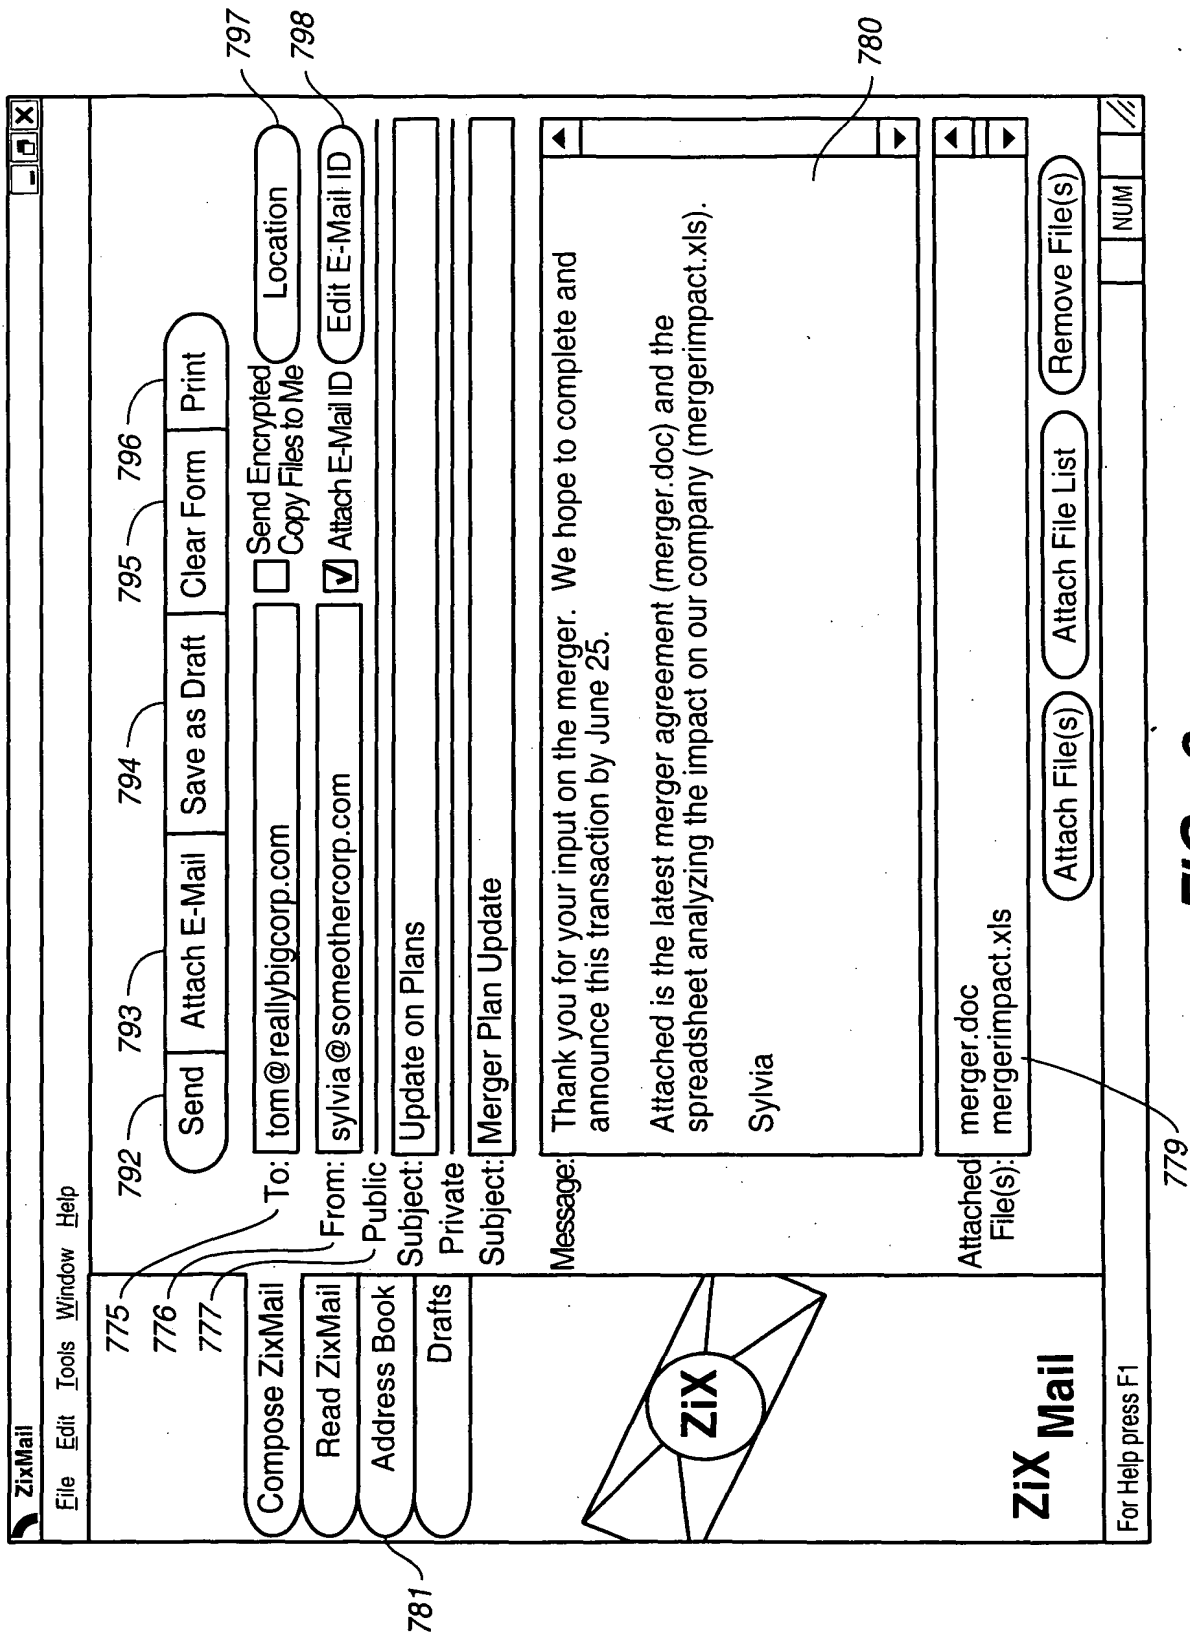 ZixMail
File Edit Tools Window Help
792 793 794 795 796
Send Attach E-Mail Save as Draft Clear Form Print
775
776
777
797
798
To: tom@reallybigcorp.com
Send Encrypted
Copy Files to Me
Location
From: sylvia@someothercorp.com
Attach E-Mail ID
Edit E-Mail ID
Public
Subject: Update on Plans
Private
Subject: Merger Plan Update
Compose ZixMail
Read ZixMail
Address Book
Drafts
781
Message: Thank you for your input on the merger. We hope to complete and
announce this transaction by June 25.
Attached is the latest merger agreement (merger.doc) and the
spreadsheet analyzing the impact on our company (mergerimpact.xls).
Sylvia
780
ZiX
ZiX
Mail
Attached
File(s):
merger.doc
mergerimpact.xls
Attach File(s) Attach File List Remove File(s)
For Help press F1
NUM
779